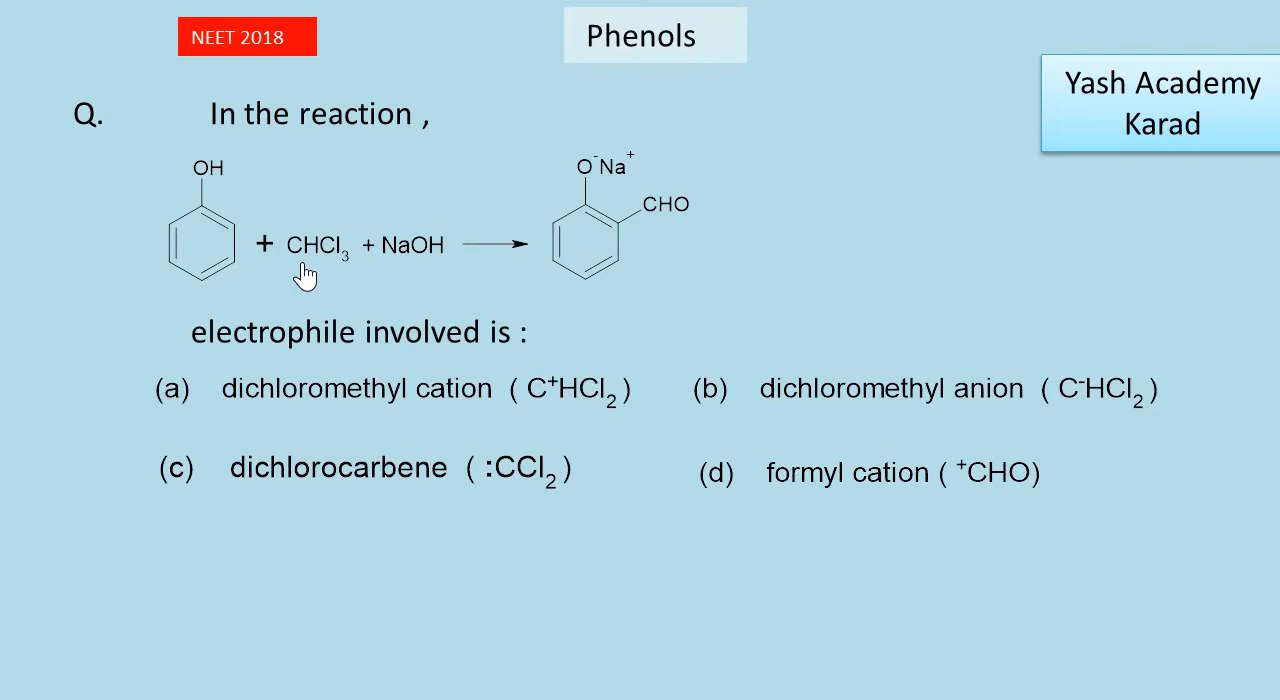 NEET 2018
Phenols
Yash Academy
Karad
Q. In the reaction ,
OH
+ CHCl3 + NaOH
O-Na+
CHO
electrophile involved is :
(a) dichloromethyl cation ( C+HCl2 )
(b) dichloromethyl anion ( C-HCl2 )
(c) dichlorocarbene ( :CCl2 )
(d) formyl cation ( +CHO)